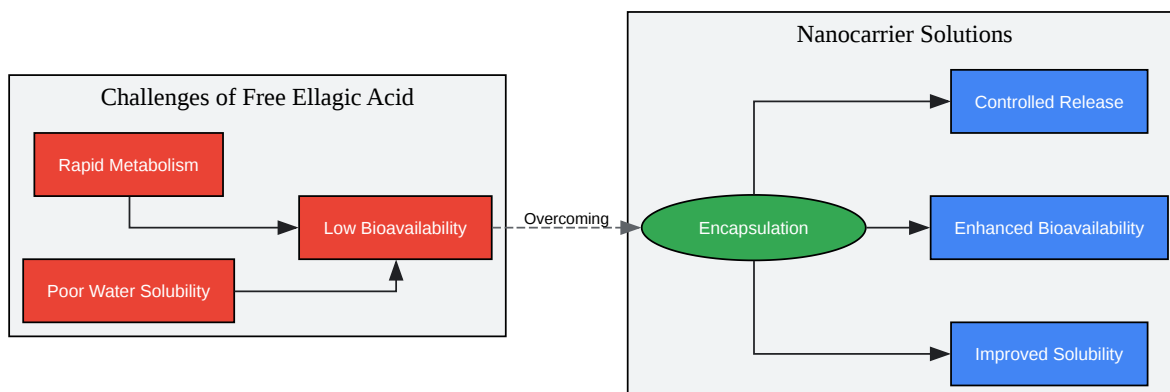 Challenges of Free Ellagic Acid
Rapid Metabolism
Low Bioavailability
Poor Water Solubility
Overcoming
Nanocarrier Solutions
Encapsulation
Controlled Release
Enhanced Bioavailability
Improved Solubility